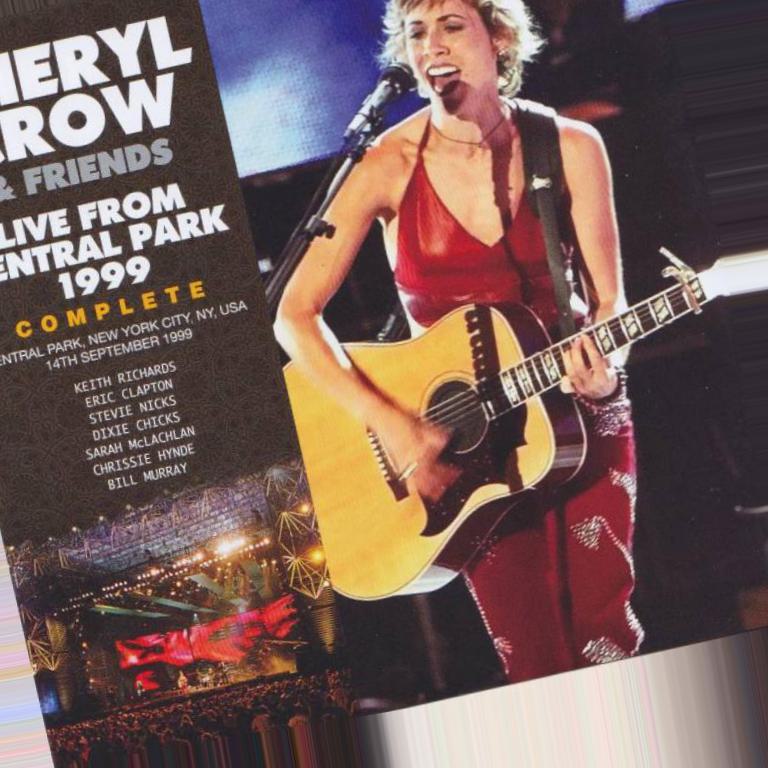 HERYL
CROW
& FRIENDS
LIVE FROM
ENTRAL PARK
1999
COMPLETE
ENTRAL PARK, NEW YORK CITY, NY, USA
14TH SEPTEMBER 1999
KEITH RICHARDS
ERIC CLAPTON
STEVIE NICKS
DIXIE CHICKS
SARAH McLACHLAN
CHRISSIE HYNDE
BILL MURRAY